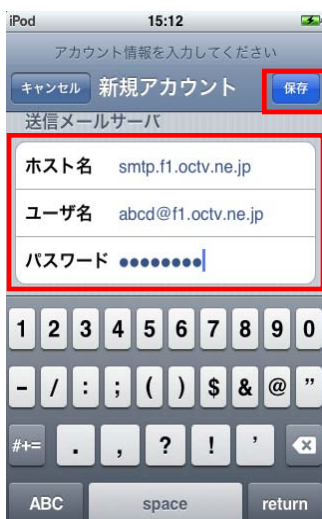 iPod 15:12
アカウント情報を入力してください
キャンセル 新規アカウント 保存
送信メールサーバ
ホスト名 smtp.f1.octv.ne.jp
ユーザ名 abcd@f1.octv.ne.jp
パスワード ●●●●●●●●
1 2 3 4 5 6 7 8 9 0
- / : ; ( ) $ & @ ”
#+= . , ? ! ’
ABC space return